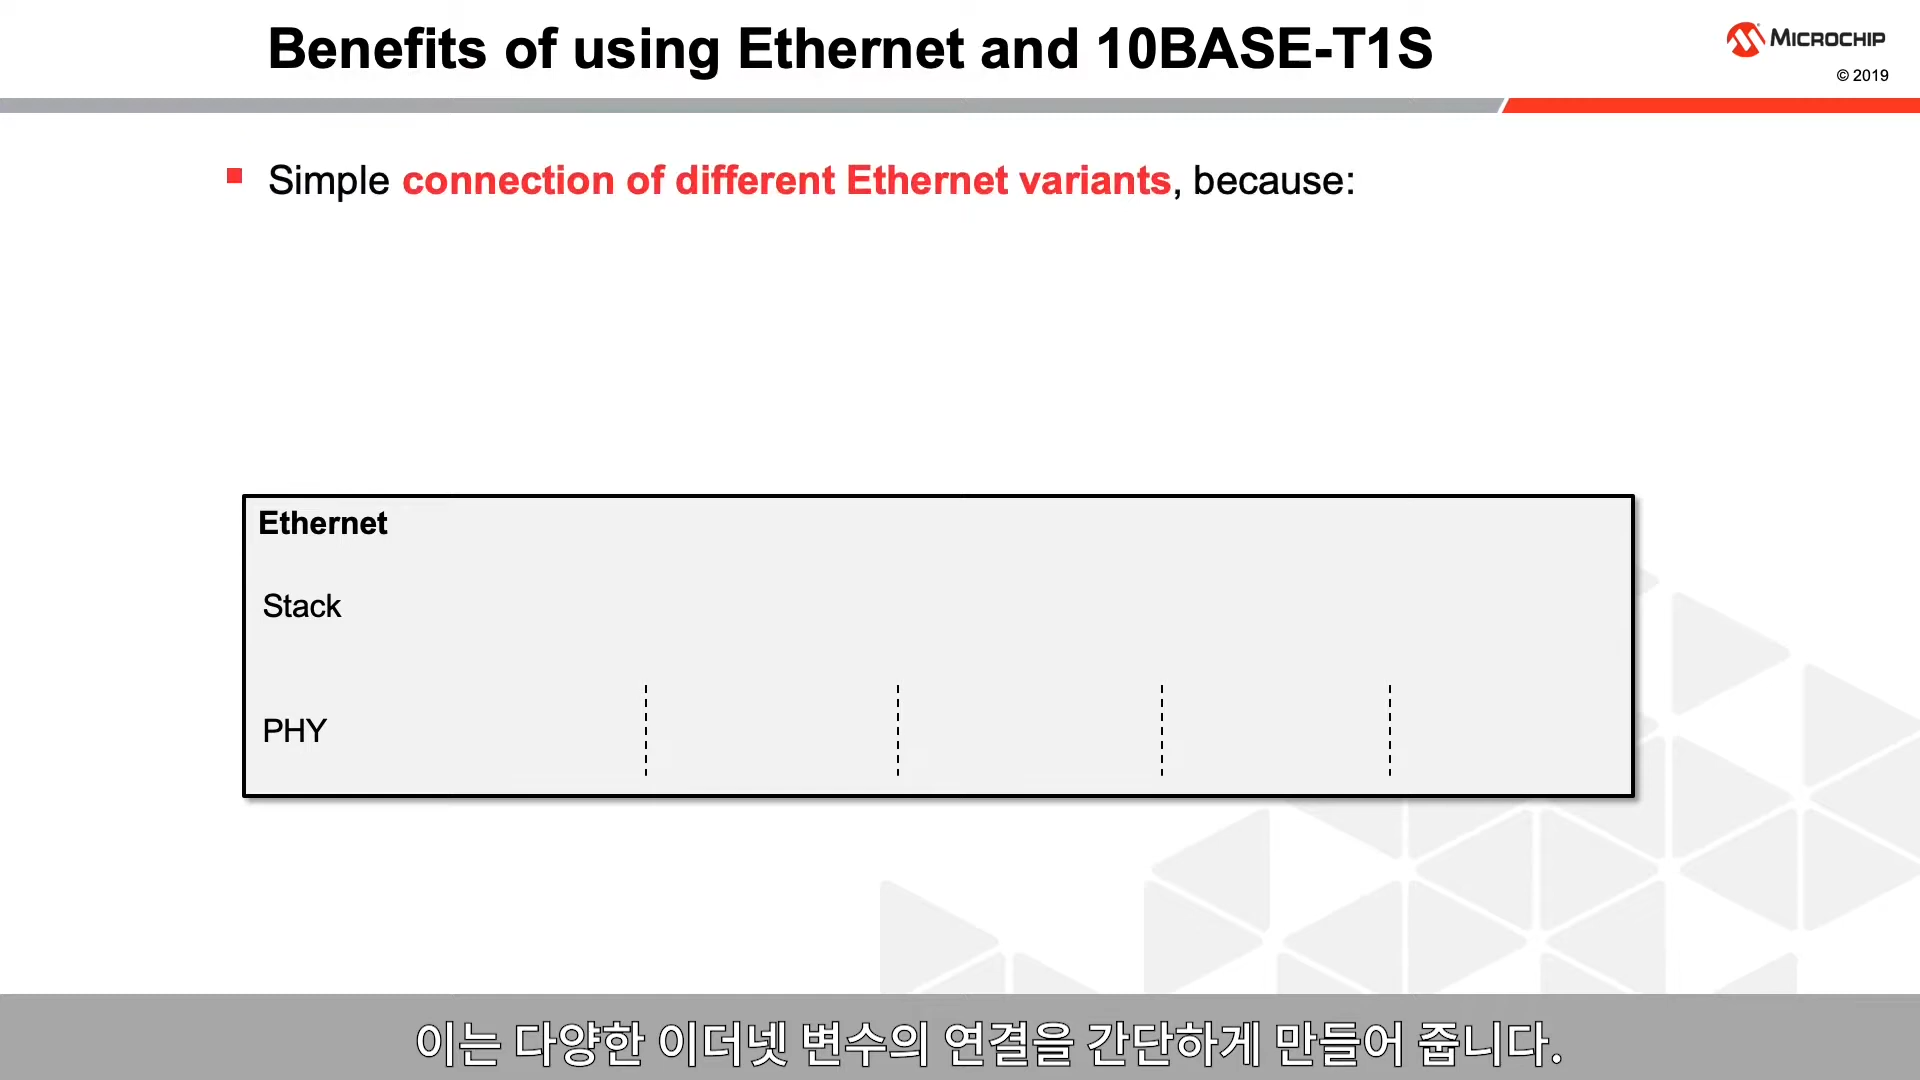 Benefits of using Ethernet and 10BASE-T1S
MICROCHIP
© 2019
Simple connection of different Ethernet variants, because:
Ethernet
Stack
PHY
이는 다양한 이더넷 변수의 연결을 간단하게 만들어 줍니다.